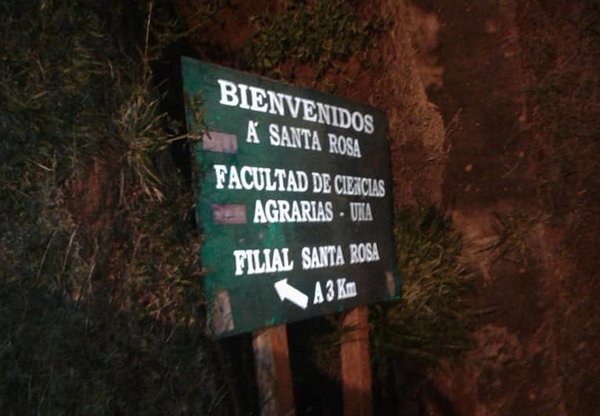 BIENVENIDOS
Á SANTA ROSA
FACULTAD DE CIENCIAS
AGRARIAS - UNA
FILIAL SANTA ROSA
A 3 Km